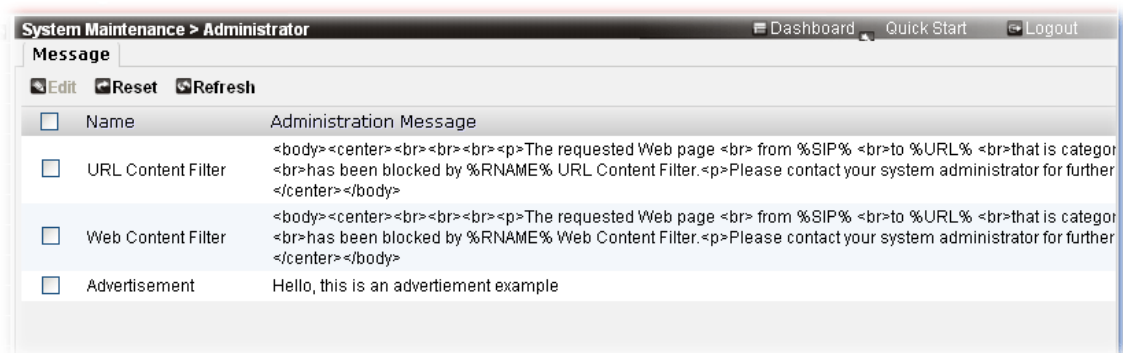 System Maintenance > Administrator
Dashboard Quick Start Logout
Message
Edit Reset Refresh
Name Administration Message
<body><center><br><br><br><p>The requested Web page <br> from %SIP% <br>to %URL% <br>that is categor
URL Content Filter <br>has been blocked by %RNAME% URL Content Filter.<p>Please contact your system administrator for further
</center></body>
<body><center><br><br><br><p>The requested Web page <br> from %SIP% <br>to %URL% <br>that is categor
Web Content Filter <br>has been blocked by %RNAME% Web Content Filter.<p>Please contact your system administrator for further
</center></body>
Advertisement Hello, this is an advertiement example